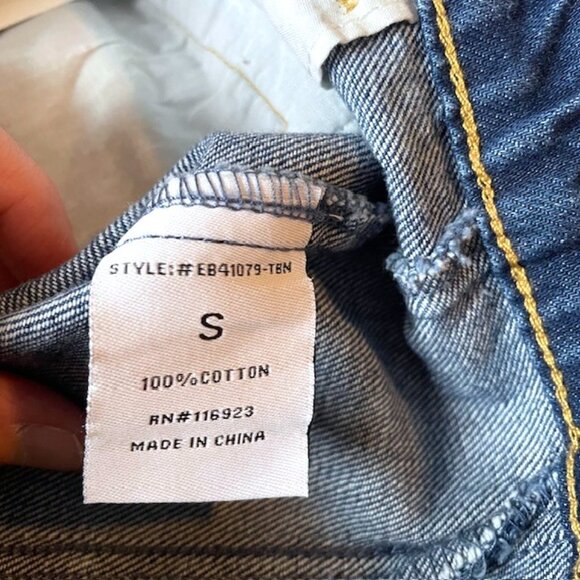 STYLE:#EB41079-TBN
S
100%COTTON
RN#116923
MADE IN CHINA